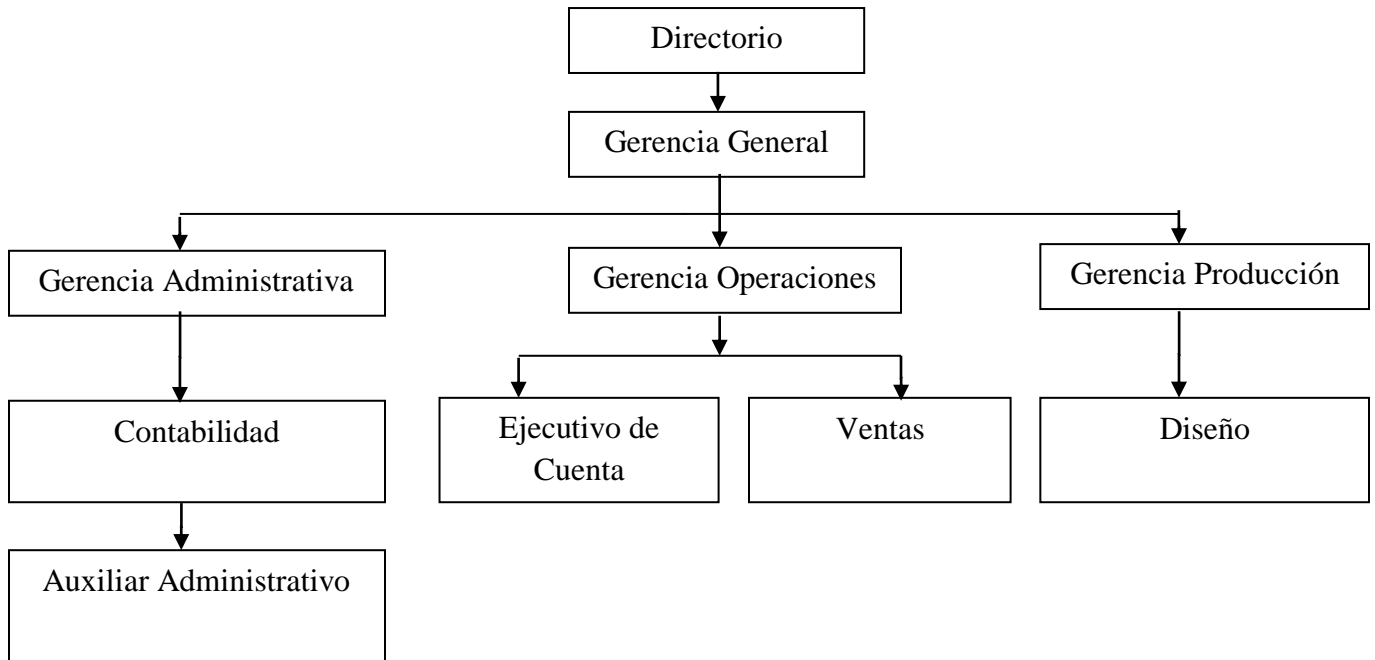 Directorio
Gerencia General
Gerencia Administrativa
Gerencia Operaciones
Gerencia Producción
Contabilidad
Ejecutivo de
Cuenta
Ventas
Diseño
Auxiliar Administrativo